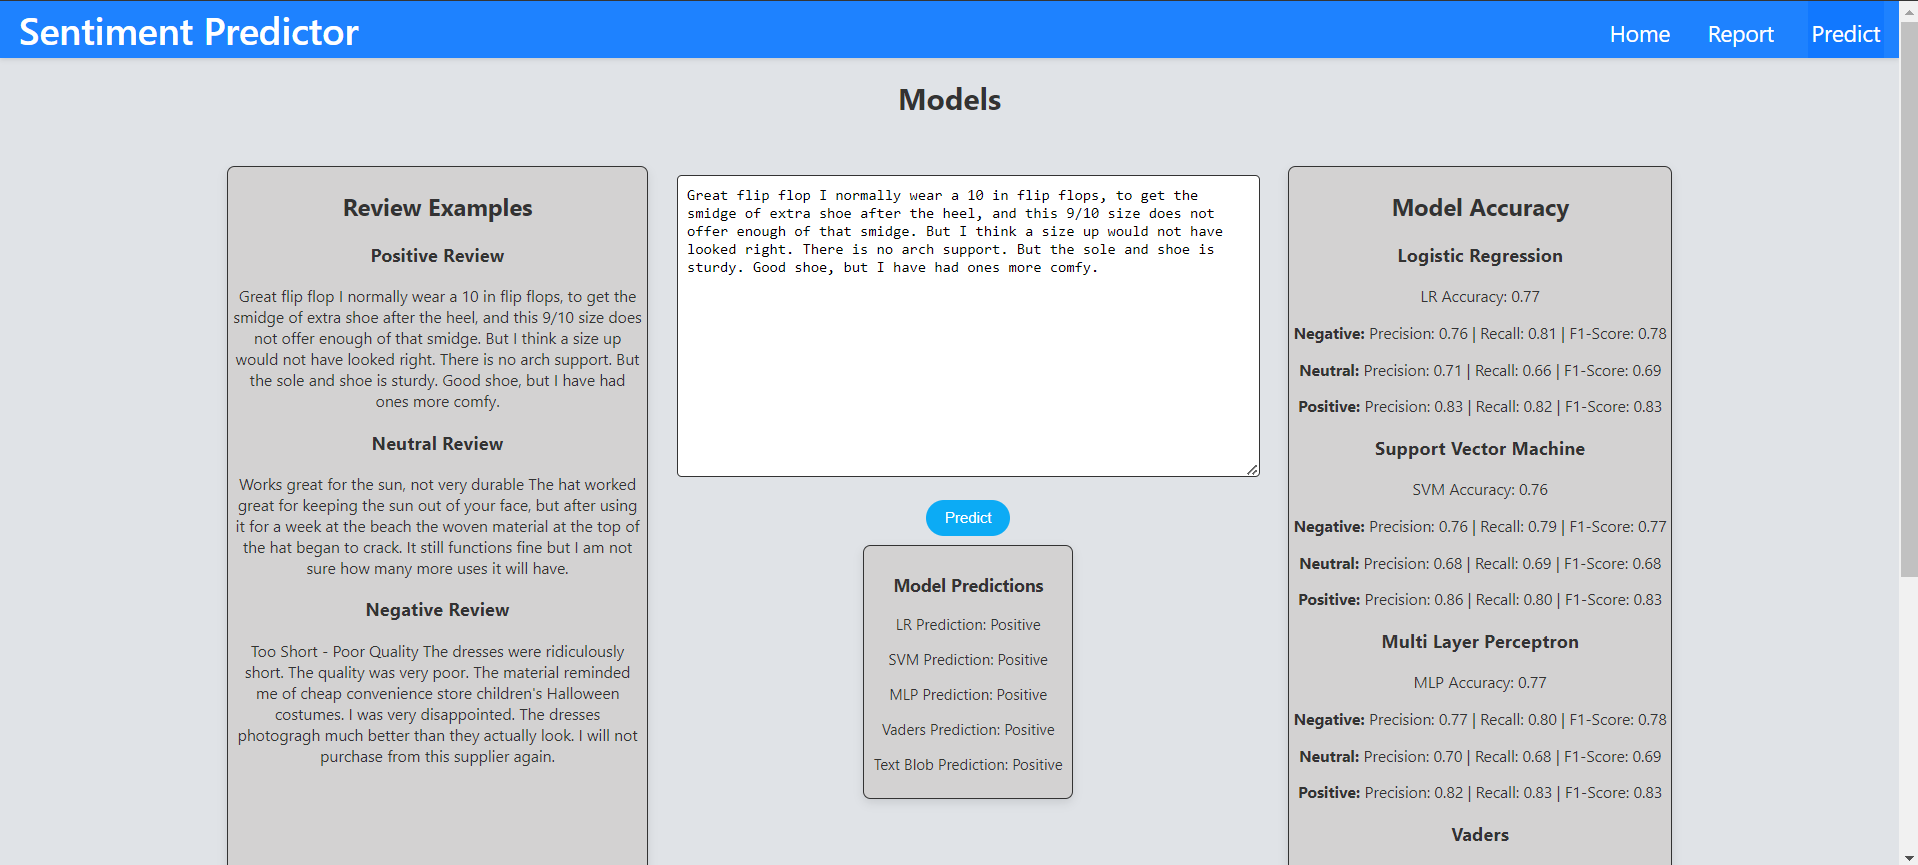 Sentiment Predictor
Home
Report
Predict
Models
Review Examples
Positive Review
Great flip flop I normally wear a 10 in flip flops, to get the
smidge of extra shoe after the heel, and this 9/10 size does
not offer enough of that smidge. But I think a size up
would not have looked right. There is no arch support. But
the sole and shoe is sturdy. Good shoe, but I have had
ones more comfy.
Neutral Review
Works great for the sun, not very durable The hat worked
great for keeping the sun out of your face, but after using
it for a week at the beach the woven material at the top of
the hat began to crack. It still functions fine but I am not
sure how many more uses it will have.
Negative Review
Too Short - Poor Quality The dresses were ridiculously
short. The quality was very poor. The material reminded
me of cheap convenience store children's Halloween
costumes. I was very disappointed. The dresses
photogragh much better than they actually look. I will not
purchase from this supplier again.
Great flip flop I normally wear a 10 in flip flops, to get the
smidge of extra shoe after the heel, and this 9/10 size does not
offer enough of that smidge. But I think a size up would not have
looked right. There is no arch support. But the sole and shoe is
sturdy. Good shoe, but I have had ones more comfy.
Predict
Model Predictions
LR Prediction: Positive
SVM Prediction: Positive
MLP Prediction: Positive
Vaders Prediction: Positive
Text Blob Prediction: Positive
Model Accuracy
Logistic Regression
LR Accuracy: 0.77
Negative: Precision: 0.76 | Recall: 0.81 | F1-Score: 0.78
Neutral: Precision: 0.71 | Recall: 0.66 | F1-Score: 0.69
Positive: Precision: 0.83 | Recall: 0.82 | F1-Score: 0.83
Support Vector Machine
SVM Accuracy: 0.76
Negative: Precision: 0.76 | Recall: 0.79 | F1-Score: 0.77
Neutral: Precision: 0.68 | Recall: 0.69 | F1-Score: 0.68
Positive: Precision: 0.86 | Recall: 0.80 | F1-Score: 0.83
Multi Layer Perceptron
MLP Accuracy: 0.77
Negative: Precision: 0.77 | Recall: 0.80 | F1-Score: 0.78
Neutral: Precision: 0.70 | Recall: 0.68 | F1-Score: 0.69
Positive: Precision: 0.82 | Recall: 0.83 | F1-Score: 0.83
Vaders